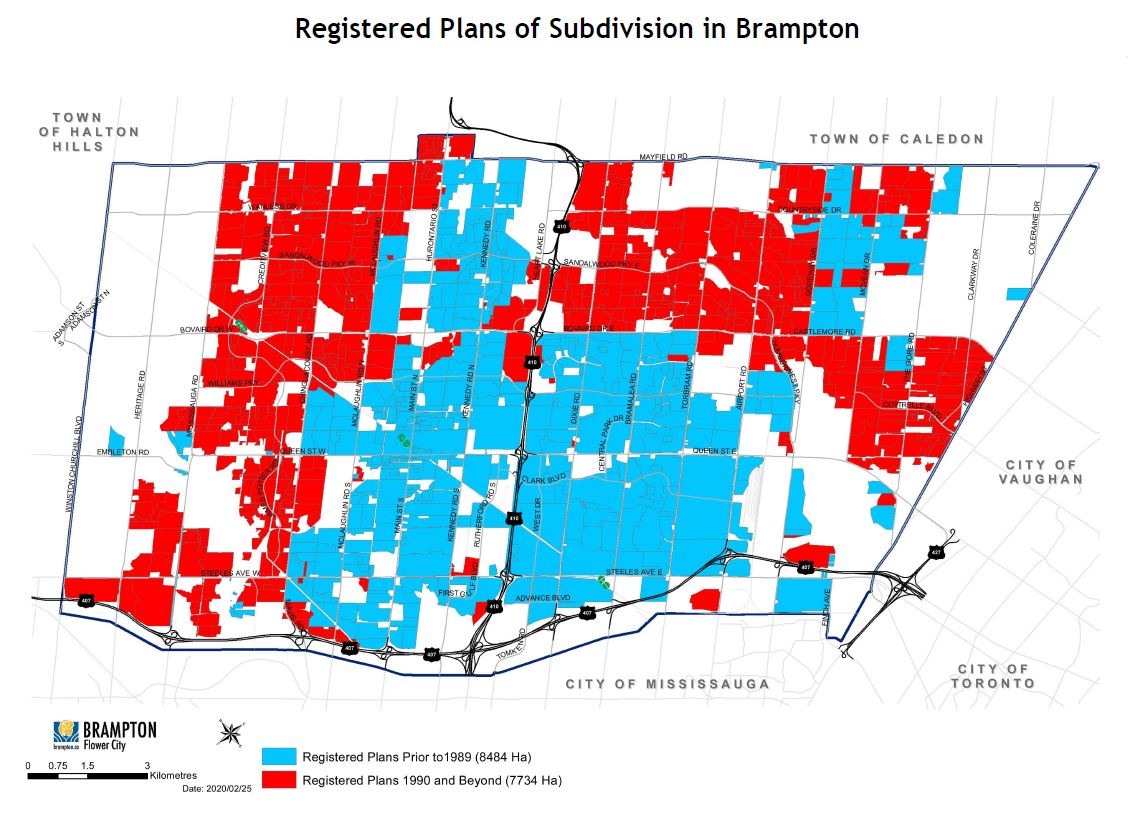 Registered Plans of Subdivision in Brampton
TOWN
OF HALTON
HILLS
TOWN OF CALEDON
MAYFIELD RD
WANLESS DR
COUNTRYSIDE DR
COLERAINE DR
410
HURONTARIO ST
KENNEDY RD
CREDITVIEW RD
MCLAUGHLIN RD
LAKE RD
SANDALWOOD PKY W
SANDALWOOD PKY E
GOREWAY DR
MCVEAN DR
CLARKWAY DR
ADAMSON ST
S
ADAMSON ST N
BOVAIRD DR W
BOVAIRD DR E
CASTLEMORE RD
410
THE GORE RD
HERITAGE RD
MISSISSAUGA RD
WILLIAMS PKY
CHINGUACOUSY RD
MCLAUGHLIN RD N
MAIN ST N
KENNEDY RD N
DIXIE RD
CENTRAL PARK
DR
BRAMALEA RD
TORBRAM RD
AIRPORT RD
COTTRELLE BLVD
WINSTON CHURCHILL BLVD
EMBLETON RD
QUEEN ST W
QUEEN ST E
CITY OF
VAUGHAN
CLARK BLVD
MCLAUGHLIN RD S
MAIN ST S
KENNEDY RD S
RUTHERFORD RD S
410
WEST DR
427
STEELES AVE W
STEELES AVE E
407
FIRST G
ADVANCE BLVD
407
410
407
FINCH AVE
407
407
TOMKEN RD
CITY OF MISSISSAUGA
CITY OF
TORONTO
BRAMPTON
brampton.ca
Flower City
0 0.75 1.5 3
Kilometres
Date: 2020/02/25
Registered Plans Prior to1989 (8484 Ha)
Registered Plans 1990 and Beyond (7734 Ha)